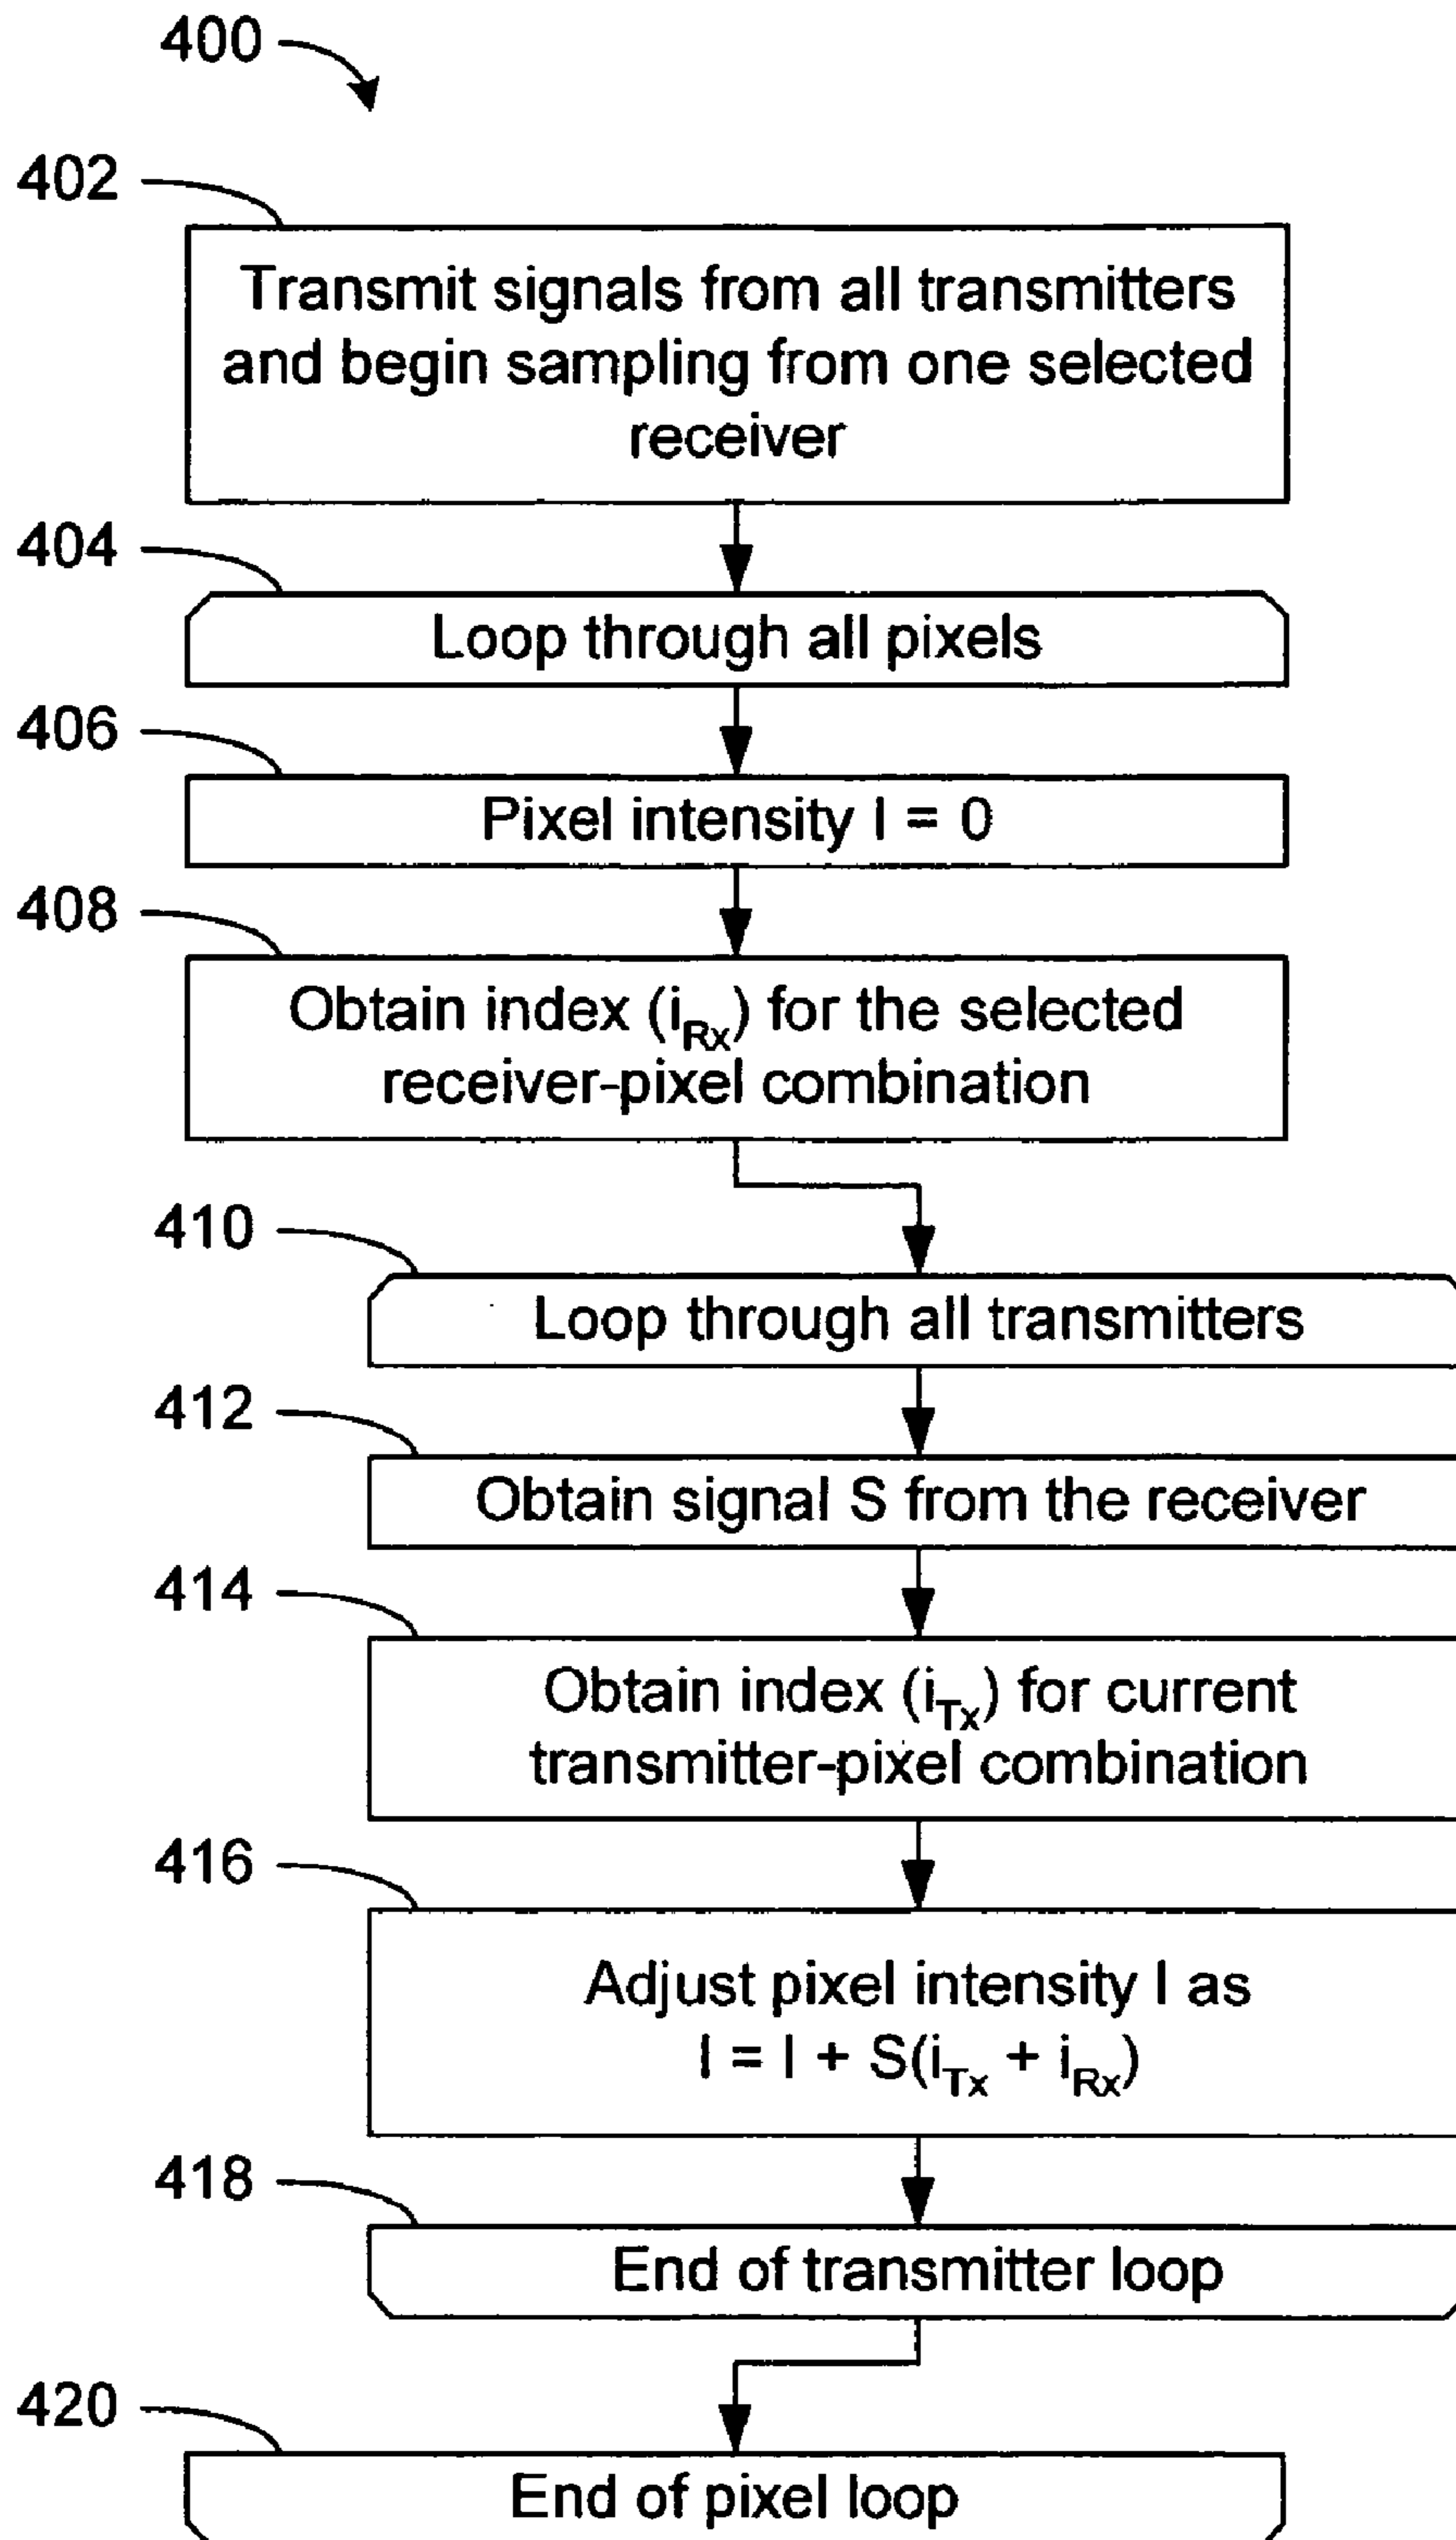 400
402
Transmit signals from all transmitters
and begin sampling from one selected
receiver
404
Loop through all pixels
406
Pixel intensity I = 0
408
Obtain index (iRx) for the selected
receiver-pixel combination
410
Loop through all transmitters
412
Obtain signal S from the receiver
414
Obtain index (iTx) for current
transmitter-pixel combination
416
Adjust pixel intensity I as
I = I + S(iTx + iRx)
418
End of transmitter loop
420
End of pixel loop